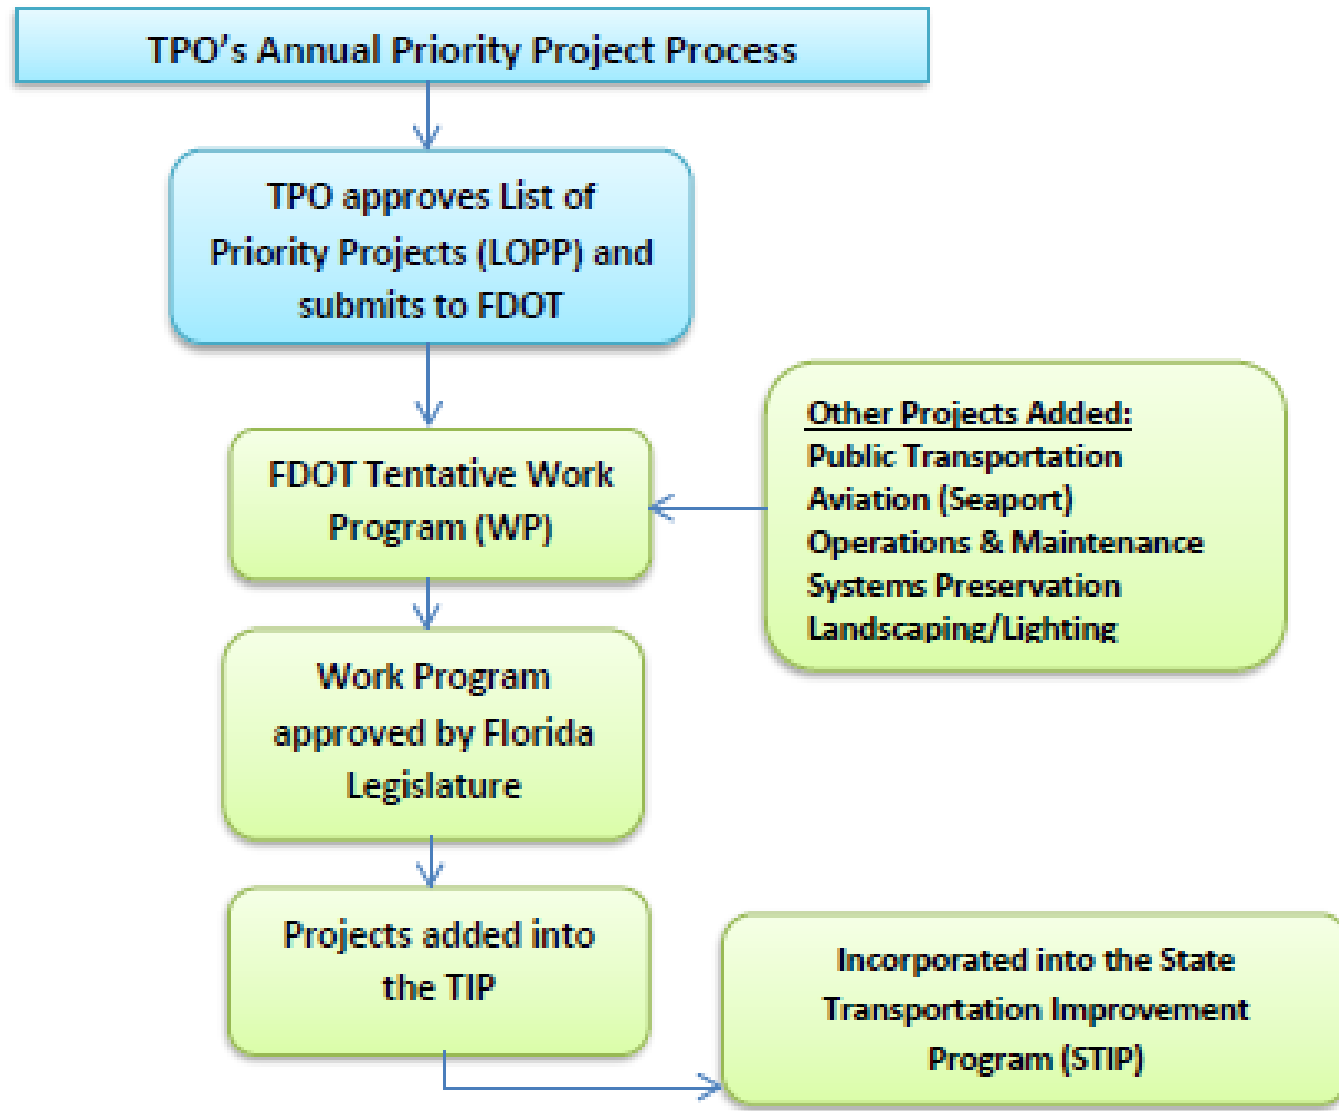 TPO's Annual Priority Project Process
TPO approves List of
Priority Projects (LOPP) and
submits to FDOT
FDOT Tentative Work
Program (WP)
Other Projects Added:
Public Transportation
Aviation (Seaport)
Operations & Maintenance
Systems Preservation
Landscaping/Lighting
Work Program
approved by Florida
Legislature
Projects added into
the TIP
Incorporated into the State
Transportation Improvement
Program (STIP)